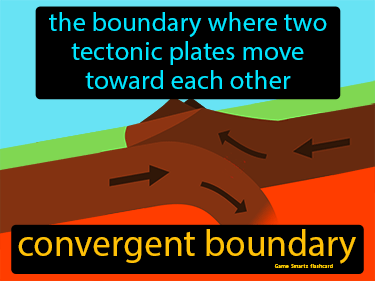 the boundary where two
tectonic plates move
toward each other
convergent boundary
Game Smartz flashcard